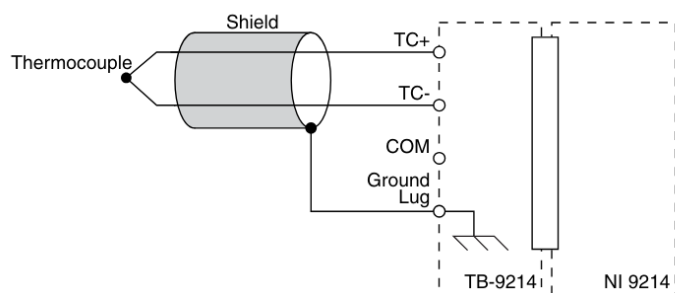 Shield
TC+
Thermocouple
TC-
COM
Ground
Lug
TB-9214
NI 9214